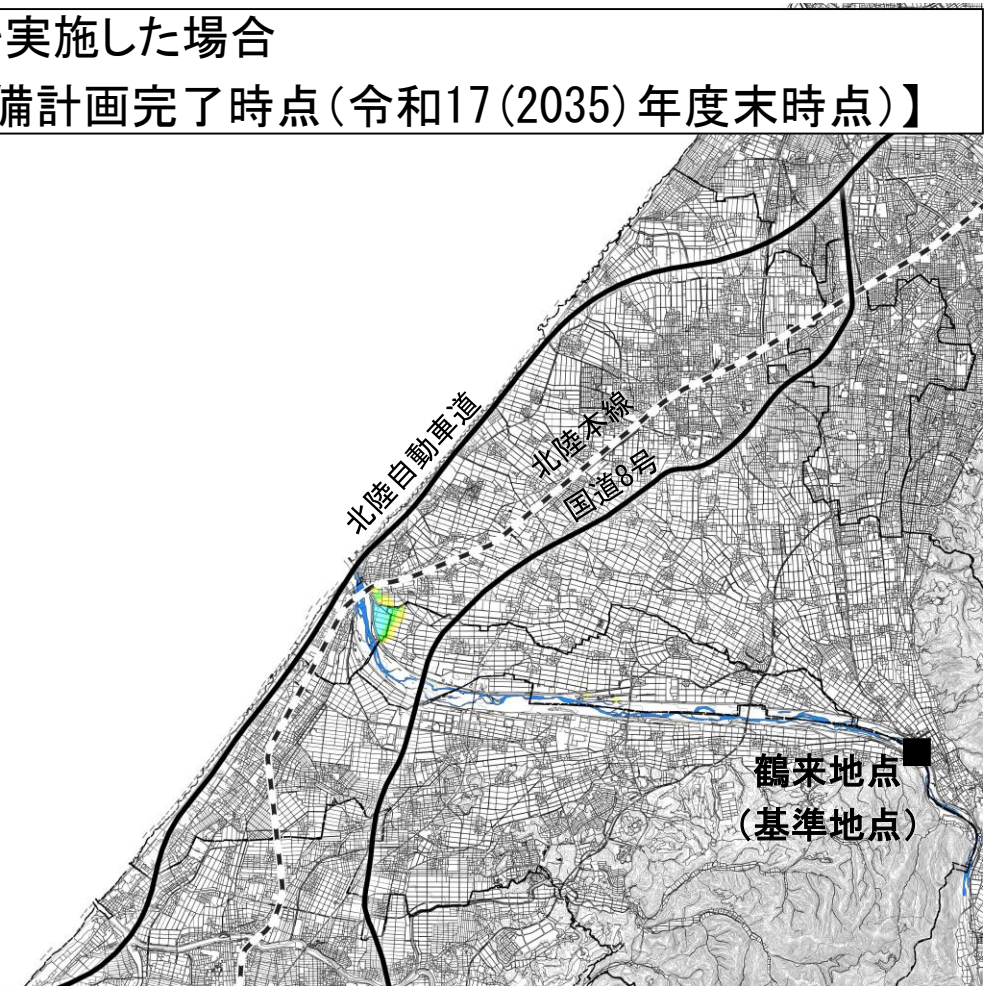 実施した場合
備計画完了時点(令和17(2035)年度末時点)】
北陸自動車道
北陸本線
国道8号
鶴来地点
(基準地点)